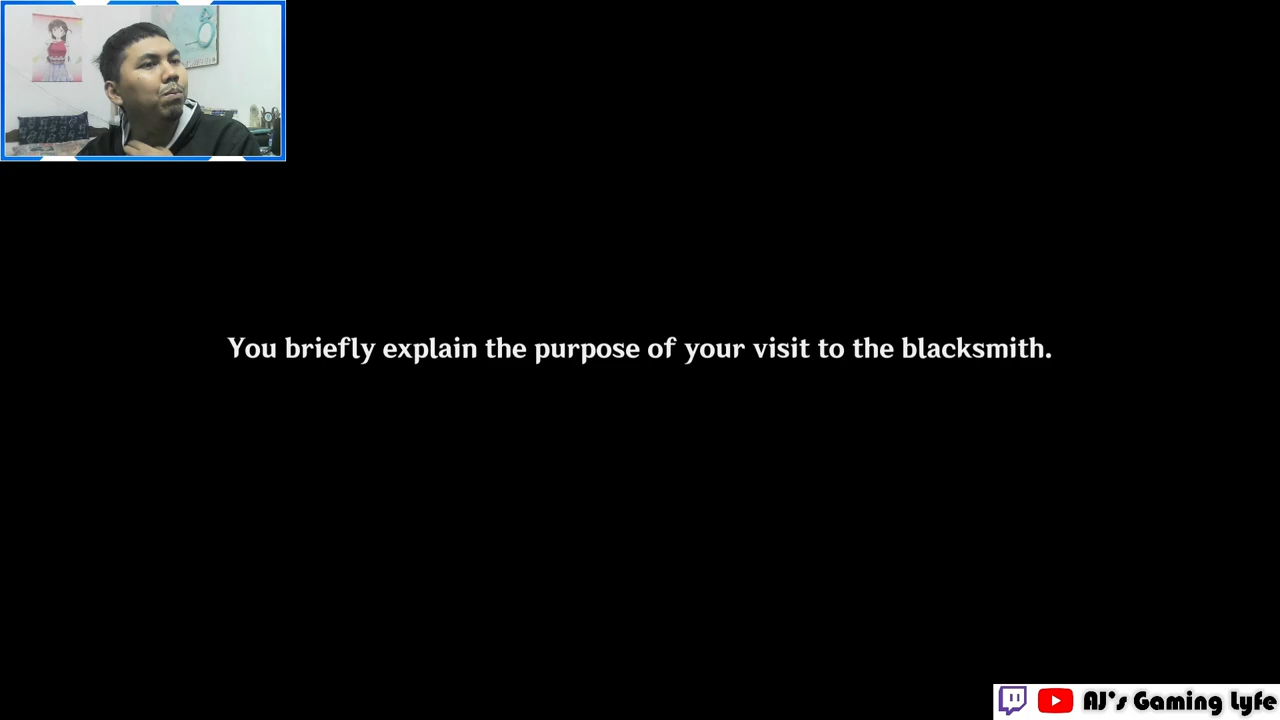 You briefly explain the purpose of your visit to the blacksmith.
AJ's Gaming Lyfe